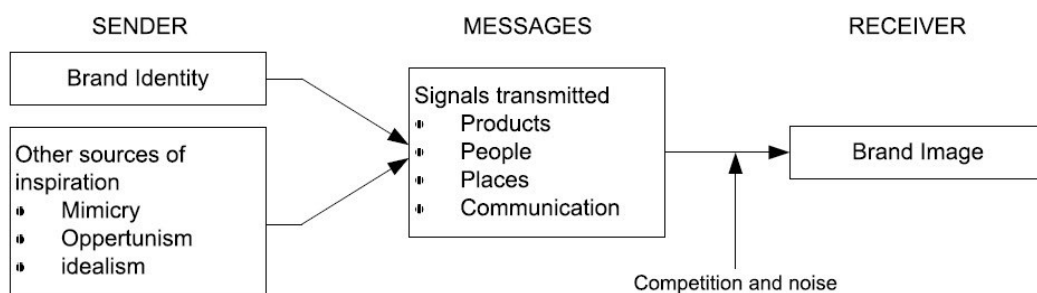 SENDER
MESSAGES
RECEIVER
Brand Identity
Other sources of
inspiration
Mimicry
Oppertunism
idealism
Signals transmitted
Products
People
Places
Communication
Brand Image
Competition and noise